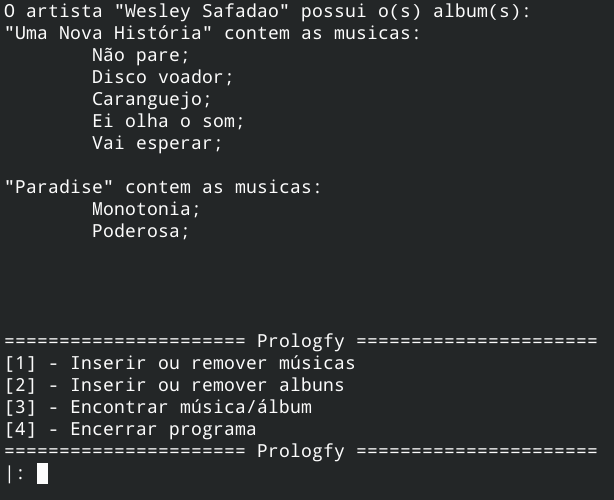 O artista "Wesley Safadao" possui o(s) album(s):
"Uma Nova História" contem as musicas:
Não pare;
Disco voador;
Caranguejo;
Ei olha o som;
Vai esperar;
"Paradise" contem as musicas:
Monotonia;
Poderosa;
====================== Prologfy ======================
[1] - Inserir ou remover músicas
[2] - Inserir ou remover albuns
[3] - Encontrar música/álbum
[4] - Encerrar programa
====================== Prologfy ======================
|: